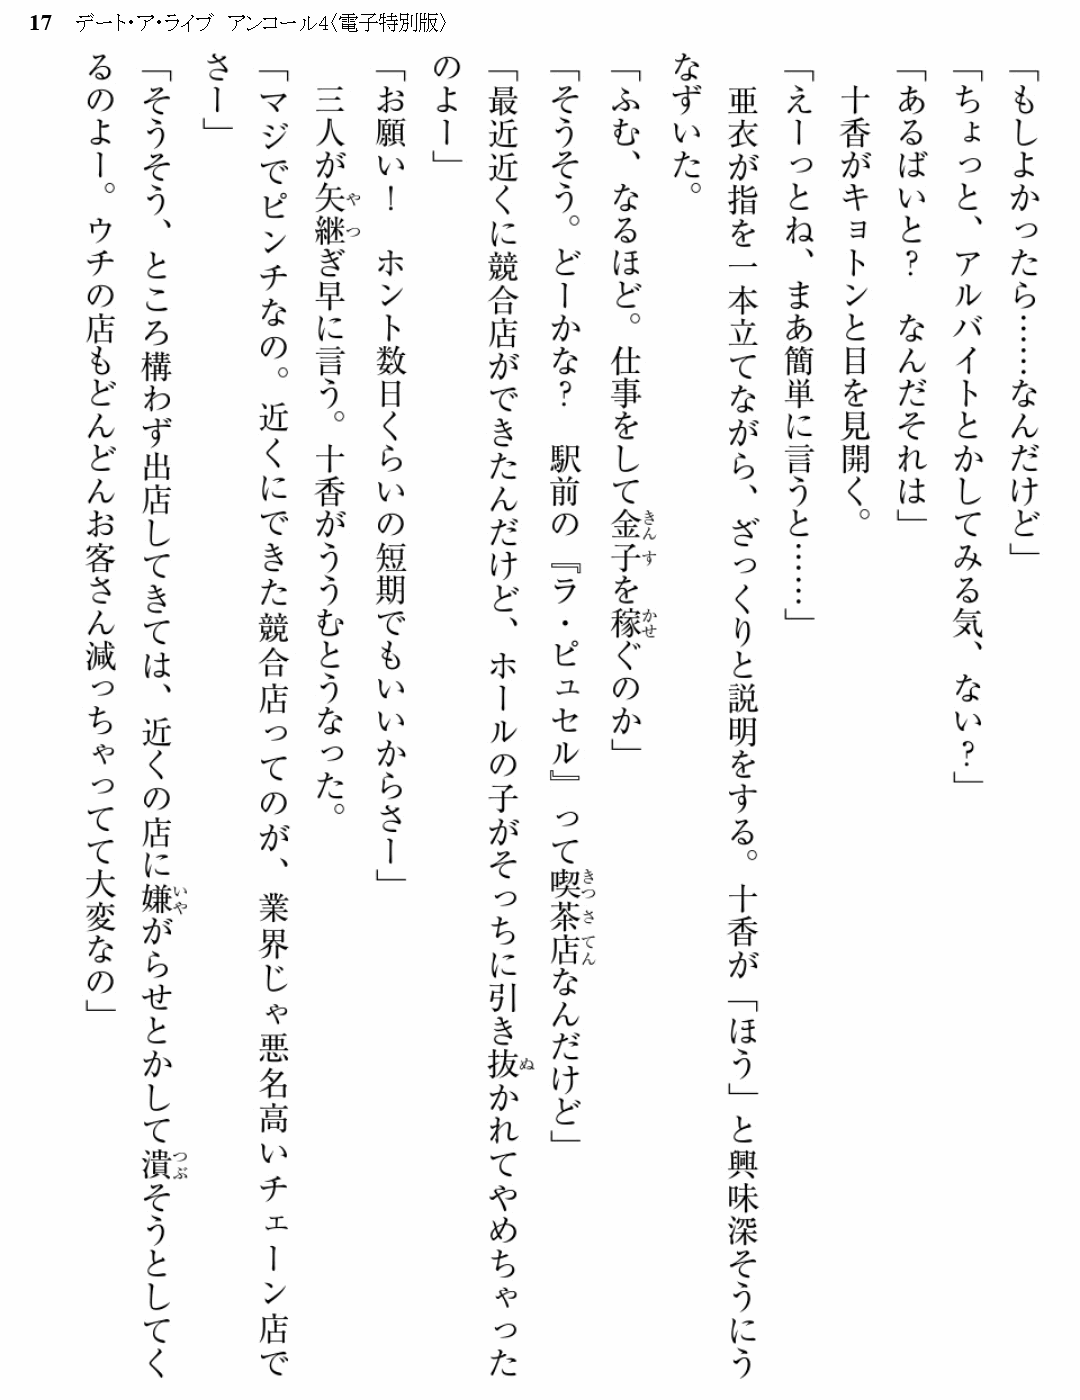 17 デート・ア・ライブ アンコール4〈電子特別版〉
「もしよかったら……なんだけど」
「ちょっと、アルバイトとかしてみる気、ない？」
「あるばいと？　なんだそれは」
　十香がキョトンと目を見開く。
「えーっとね、まあ簡単に言うと……」
　亜衣が指を一本立てながら、ざっくりと説明をする。十香が「ほう」と興味深そうにう
なずいた。
「ふむ、なるほど。仕事をして金子を稼ぐのか」
「そうそう。どーかな？　駅前の『ラ・ピュセル』って喫茶店なんだけど」
「最近近くに競合店ができたんだけど、ホールの子がそっちに引き抜かれてやめちゃった
のよー」
「お願い！　ホント数日くらいの短期でもいいからさー」
　三人が矢継ぎ早に言う。十香がううむとうなった。
「マジでピンチなの。近くにできた競合店ってのが、業界じゃ悪名高いチェーン店で
さー」
「そうそう、ところ構わず出店してきては、近くの店に嫌がらせとかして潰そうとしてく
るのよー。ウチの店もどんどんお客さん減っちゃってて大変なの」